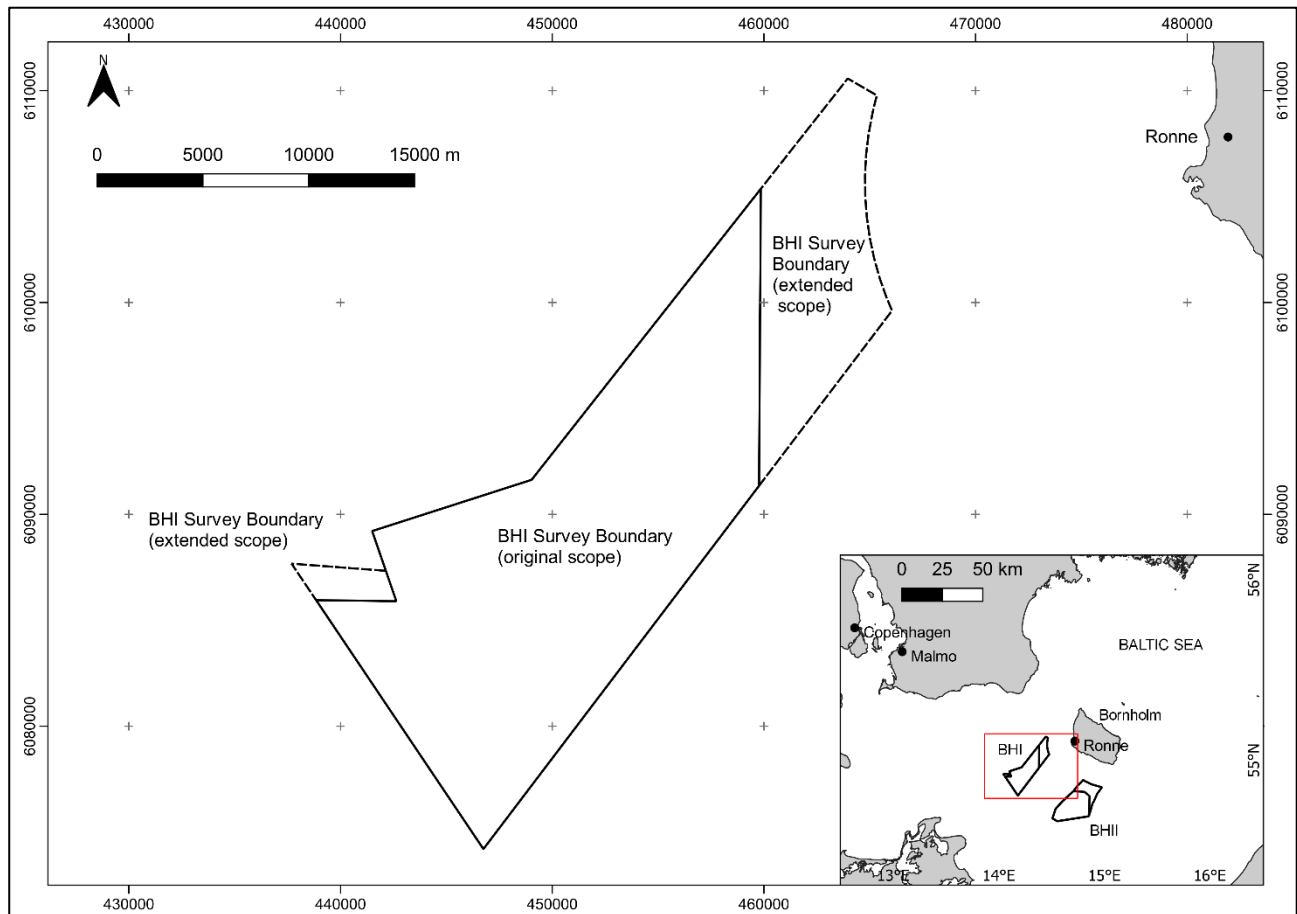 430000 440000 450000 460000 470000 480000
N
0 5000 10000 15000 m
6110000 6110000
Ronne
BHI Survey
Boundary
(extended
scope)
6100000 6100000
BHI Survey Boundary
(extended scope)
BHI Survey Boundary
(original scope)
6090000 6090000
6080000 6080000
0 25 50 km
56°N
Copenhagen
Malmo
BALTIC SEA
Bornholm
Ronne
BHI
55°N
BHII
13°E 14°E 15°E 16°E
430000 440000 450000 460000 470000 480000